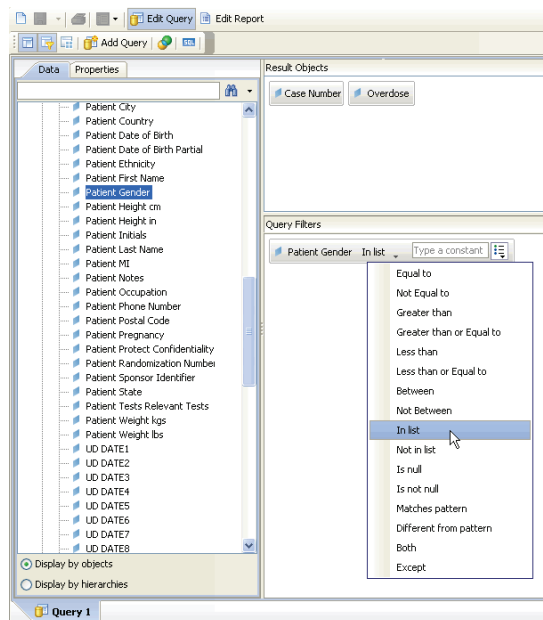 Edit Query Edit Report
Add Query SQL
Data Properties
Patient City
Patient Country
Patient Date of Birth
Patient Date of Birth Partial
Patient Ethnicity
Patient First Name
Patient Gender
Patient Height cm
Patient Height in
Patient Initials
Patient Last Name
Patient MI
Patient Notes
Patient Occupation
Patient Phone Number
Patient Postal Code
Patient Pregnancy
Patient Protect Confidentiality
Patient Randomization Number
Patient Sponsor Identifier
Patient State
Patient Tests Relevant Tests
Patient Weight kgs
Patient Weight lbs
UD DATE1
UD DATE2
UD DATE3
UD DATE4
UD DATE5
UD DATE6
UD DATE7
UD DATE8
Display by objects
Display by hierarchies
Query 1
Result Objects
Case Number Overdose
Query Filters
Patient Gender In list Type a constant
Equal to
Not Equal to
Greater than
Greater than or Equal to
Less than
Less than or Equal to
Between
Not Between
In list
Not in list
Is null
Is not null
Matches pattern
Different from pattern
Both
Except